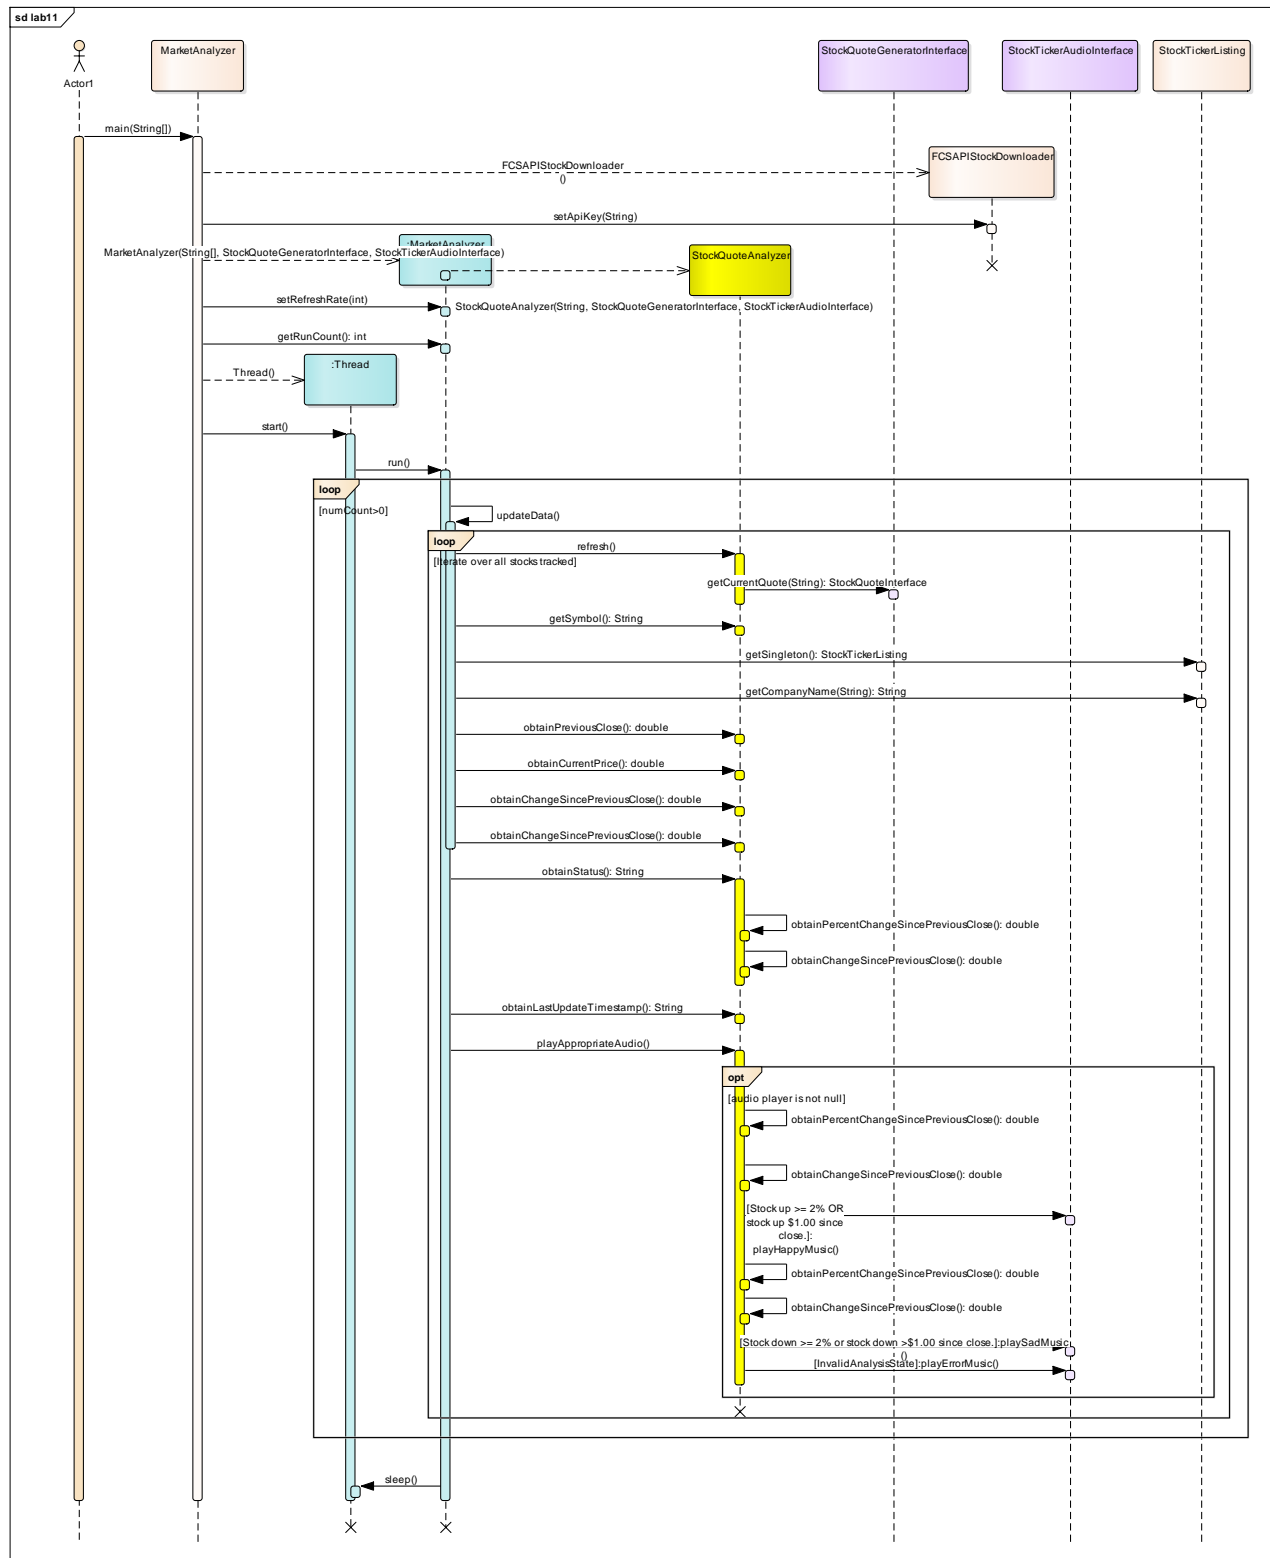 sd lab11
Actor1
MarketAnalyzer
StockQuoteGeneratorInterface
StockTickerAudioInterface
StockTickerListing
main(String[])
FCSAPIStockDownloader
()
FCSAPIStockDownloader
setApiKey(String)
:MarketAnalyzer
MarketAnalyzer(String[], StockQuoteGeneratorInterface, StockTickerAudioInterface)
StockQuoteAnalyzer
setRefreshRate(int)
StockQuoteAnalyzer(String, StockQuoteGeneratorInterface, StockTickerAudioInterface)
getRunCount(): int
:Thread
Thread()
start()
run()
loop
[numCount>0]
updateData()
loop
refresh()
[Iterate over all stocks tracked]
getCurrentQuote(String): StockQuoteInterface
getSymbol(): String
getSingleton(): StockTickerListing
getCompanyName(String): String
obtainPreviousClose(): double
obtainCurrentPrice(): double
obtainChangeSincePreviousClose(): double
obtainChangeSincePreviousClose(): double
obtainStatus(): String
obtainPercentChangeSincePreviousClose(): double
obtainChangeSincePreviousClose(): double
obtainLastUpdateTimestamp(): String
playAppropriateAudio()
opt
[audio player is not null]
obtainPercentChangeSincePreviousClose(): double
obtainChangeSincePreviousClose(): double
[Stock up >= 2% OR
stock up $1.00 since
close.]:
playHappyMusic()
obtainPercentChangeSincePreviousClose(): double
obtainChangeSincePreviousClose(): double
[Stock down >= 2% or stock down >$1.00 since close.]:playSadMusic
()
[InvalidAnalysisState]:playErrorMusic()
sleep()